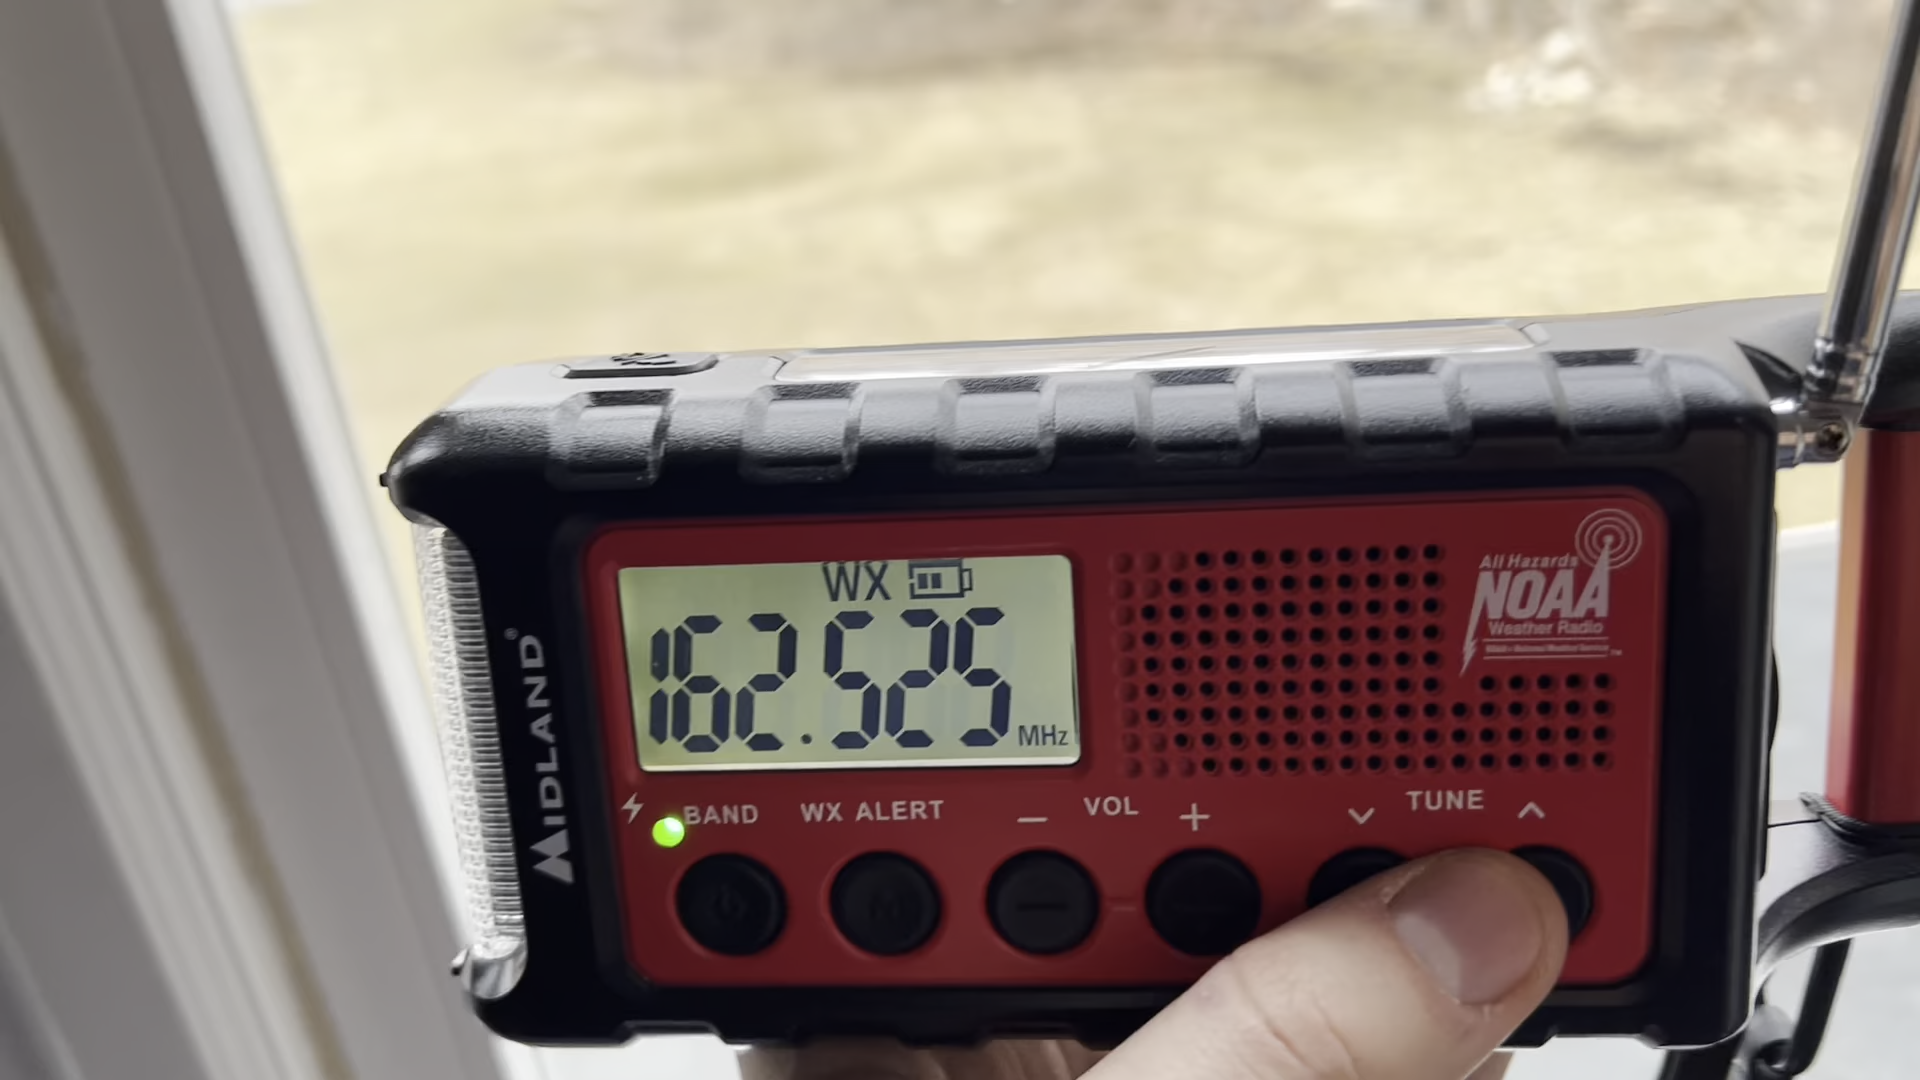 WX
162.525 MHz
MIDLAND®
All Hazards
NOAA
Weather Radio
BAND
WX ALERT
− VOL +
TUNE